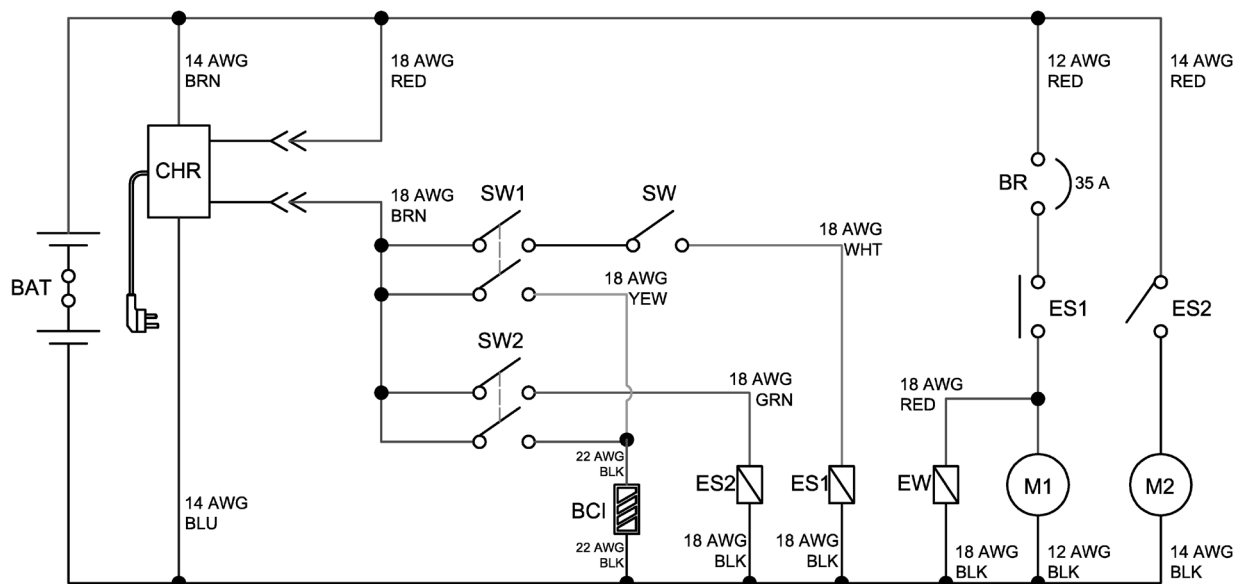 14 AWG
BRN
18 AWG
RED
12 AWG
RED
14 AWG
RED
CHR
BR
35 A
18 AWG
BRN
SW1
SW
18 AWG
WHT
BAT
18 AWG
YEW
ES1
ES2
SW2
18 AWG
GRN
18 AWG
RED
22 AWG
BLK
ES2
ES1
EW
M1
M2
BCI
14 AWG
BLU
22 AWG
BLK
18 AWG
BLK
18 AWG
BLK
18 AWG
BLK
12 AWG
BLK
14 AWG
BLK